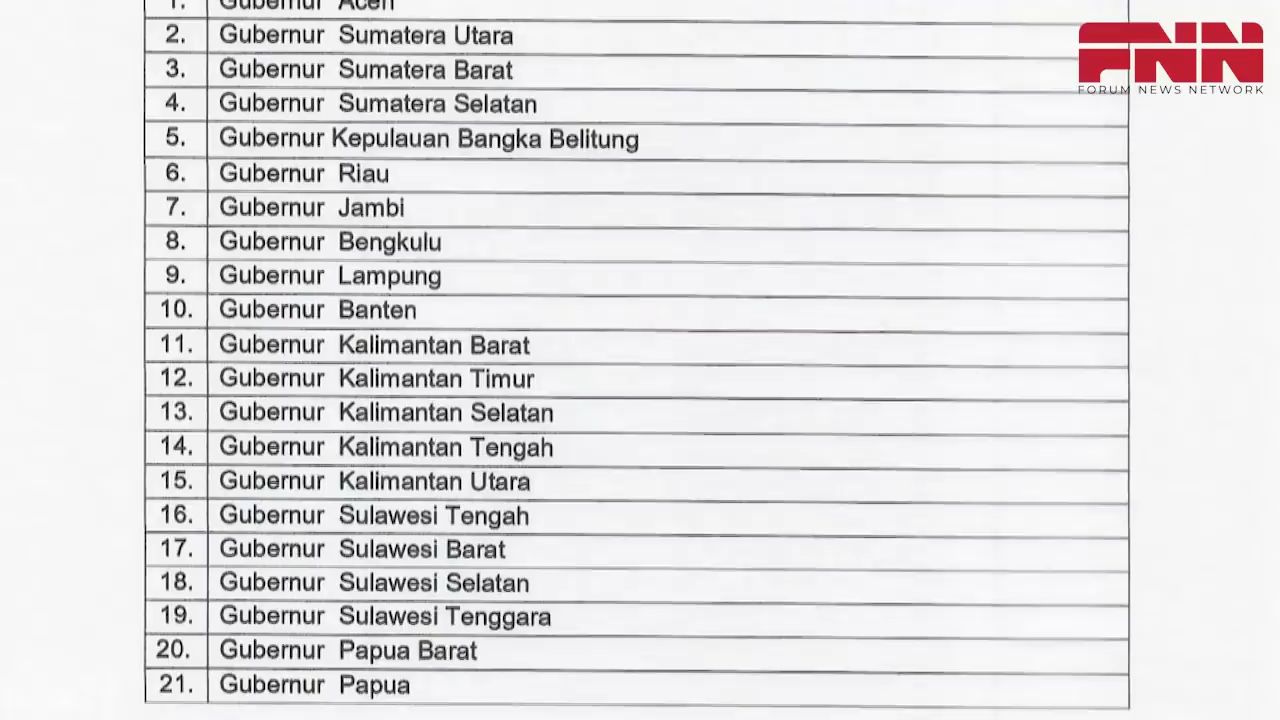 1. Gubernur Aceh
2. Gubernur Sumatera Utara
3. Gubernur Sumatera Barat
4. Gubernur Sumatera Selatan
5. Gubernur Kepulauan Bangka Belitung
6. Gubernur Riau
7. Gubernur Jambi
8. Gubernur Bengkulu
9. Gubernur Lampung
10. Gubernur Banten
11. Gubernur Kalimantan Barat
12. Gubernur Kalimantan Timur
13. Gubernur Kalimantan Selatan
14. Gubernur Kalimantan Tengah
15. Gubernur Kalimantan Utara
16. Gubernur Sulawesi Tengah
17. Gubernur Sulawesi Barat
18. Gubernur Sulawesi Selatan
19. Gubernur Sulawesi Tenggara
20. Gubernur Papua Barat
21. Gubernur Papua
FNN
FORUM NEWS NETWORK